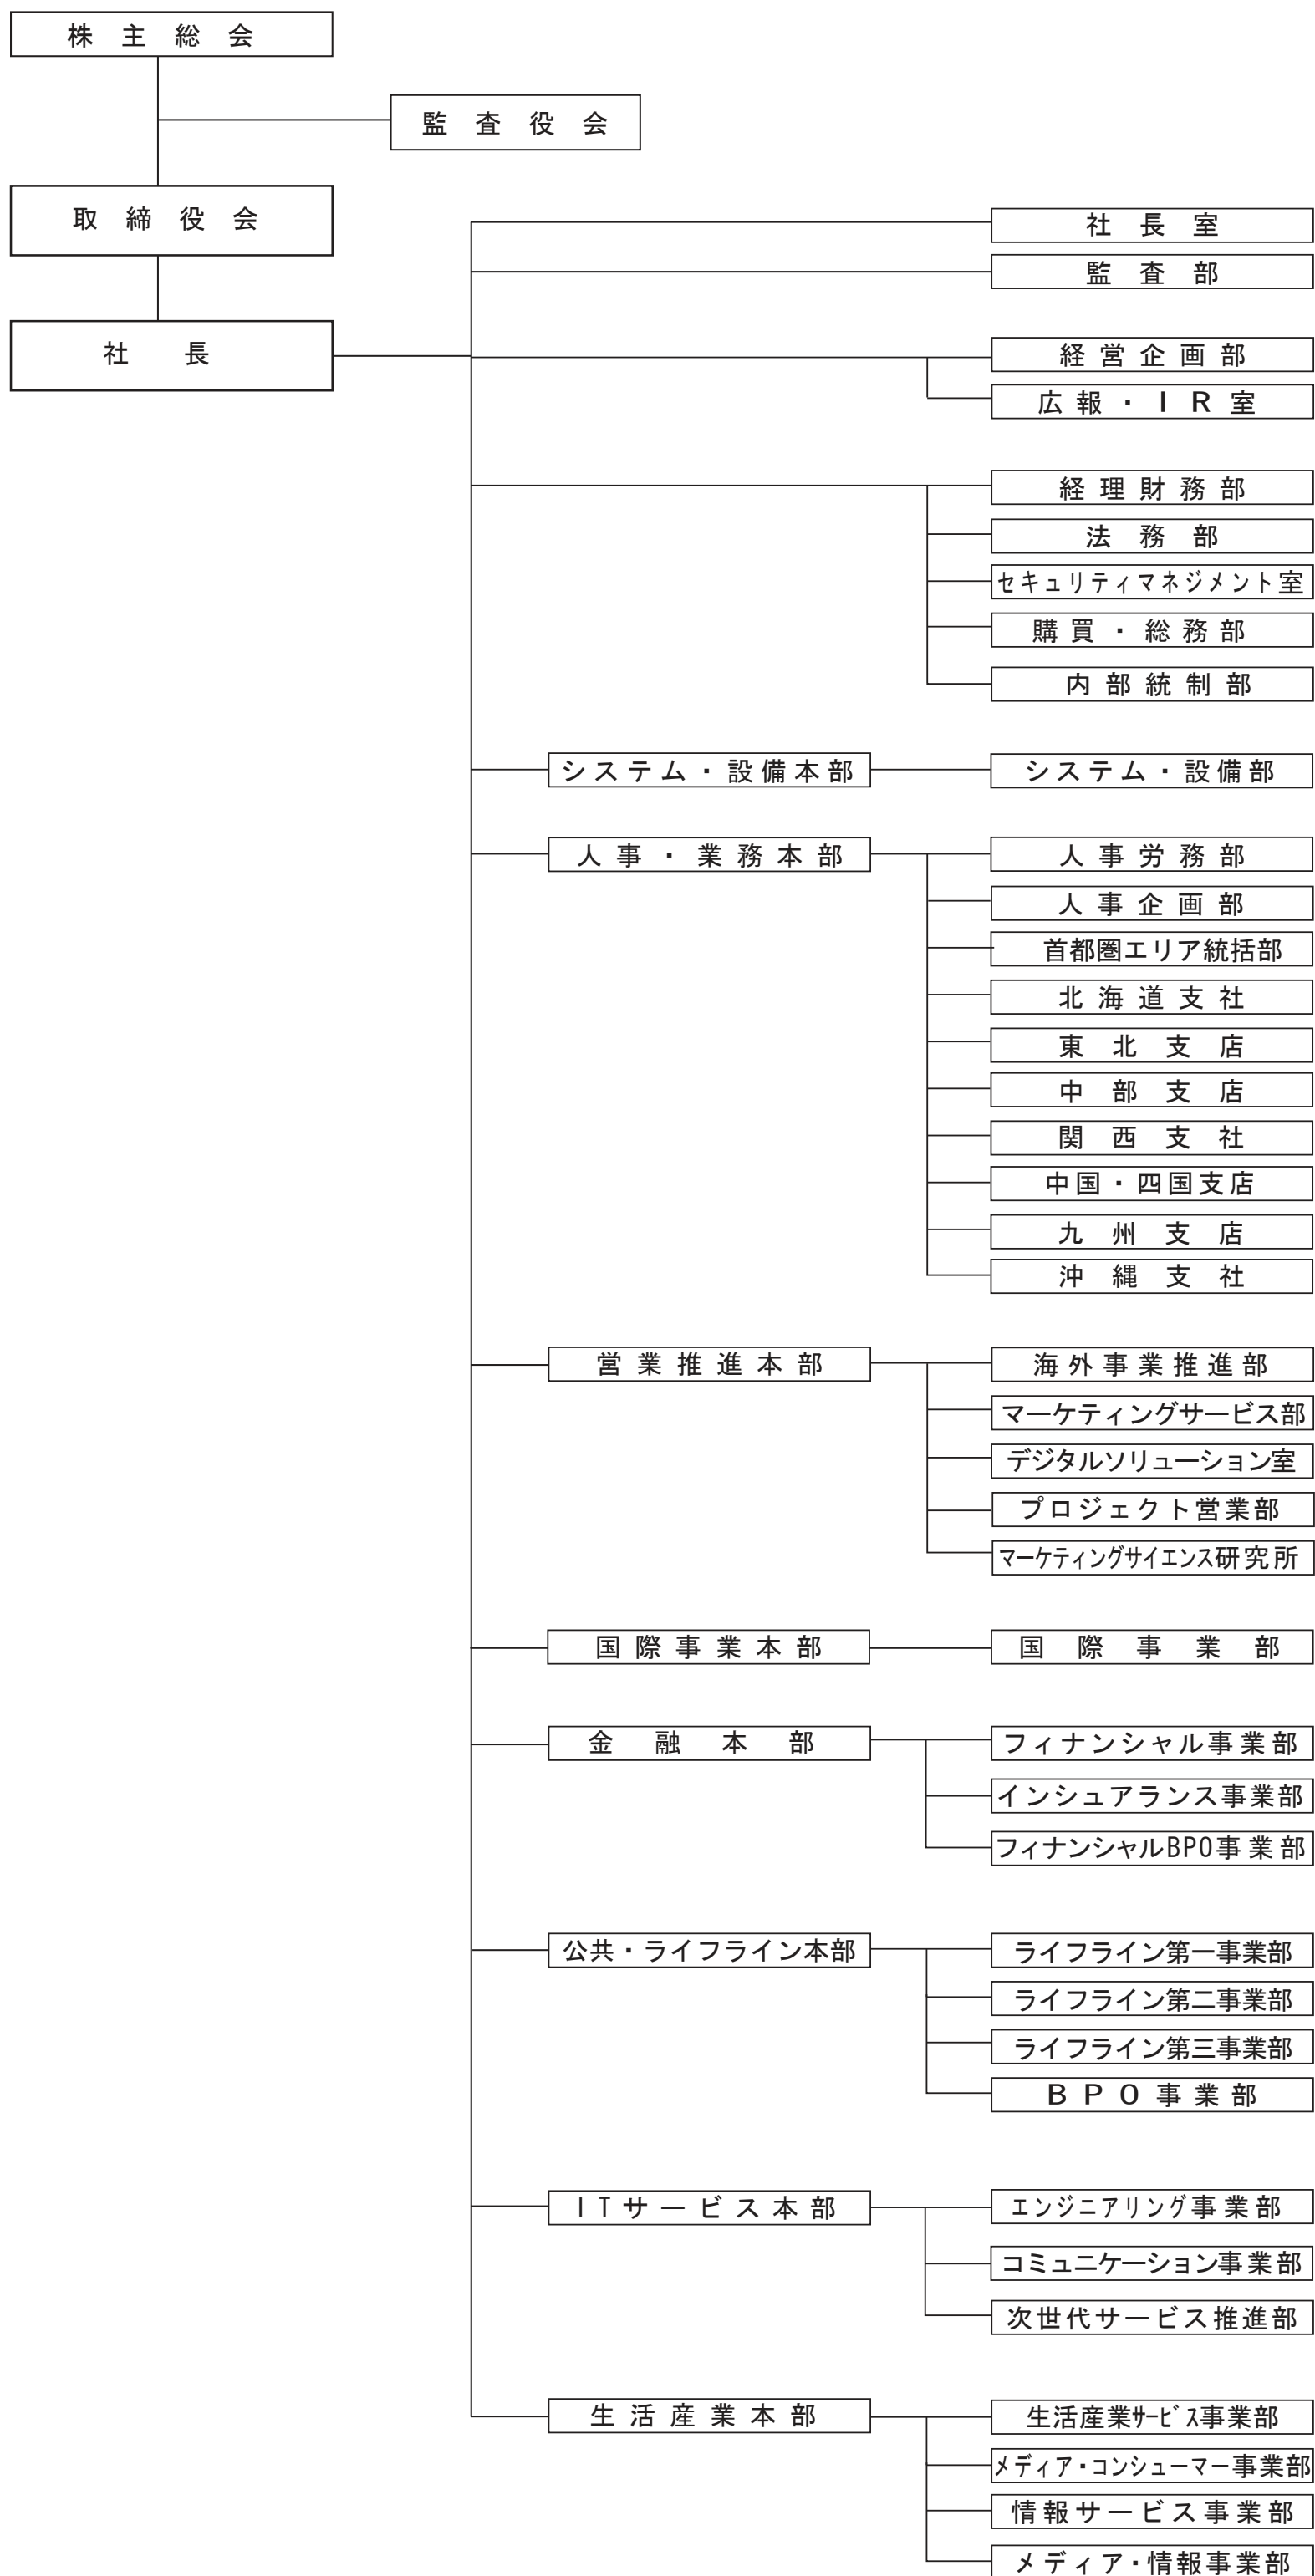 株主総会
監査役会
取締役会
社長
社長室
監査部
経営企画部
広報・IR室
経理財務部
法務部
セキュリティマネジメント室
購買・総務部
内部統制部
システム・設備本部
システム・設備部
人事・業務本部
人事労務部
人事企画部
首都圏エリア統括部
北海道支社
東北支店
中部支店
関西支社
中国・四国支店
九州支店
沖縄支社
営業推進本部
海外事業推進部
マーケティングサービス部
デジタルソリューション室
プロジェクト営業部
マーケティングサイエンス研究所
国際事業本部
国際事業部
金融本部
フィナンシャル事業部
インシュアランス事業部
フィナンシャルBPO事業部
公共・ライフライン本部
ライフライン第一事業部
ライフライン第二事業部
ライフライン第三事業部
BPO事業部
ITサービス本部
エンジニアリング事業部
コミュニケーション事業部
次世代サービス推進部
生活産業本部
生活産業ｻｰﾋﾞｽ事業部
メディア・コンシューマー事業部
情報サービス事業部
メディア・情報事業部